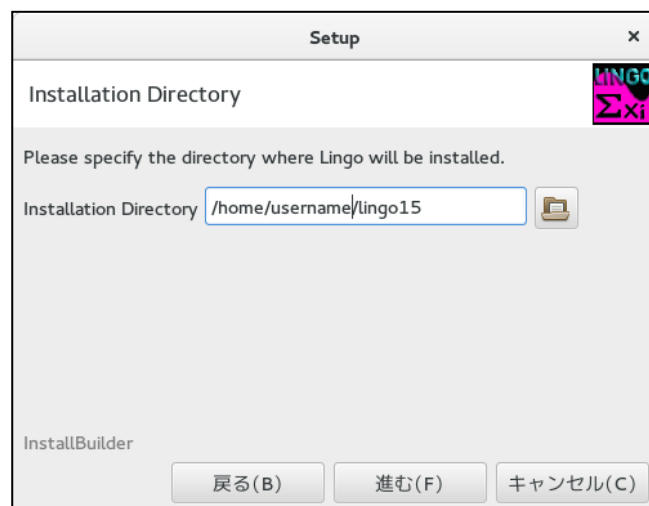 Setup ×
Installation Directory
LINGO
Σxi
Please specify the directory where Lingo will be installed.
Installation Directory /home/username/lingo15
InstallBuilder
戻る(B) 進む(F) キャンセル(C)